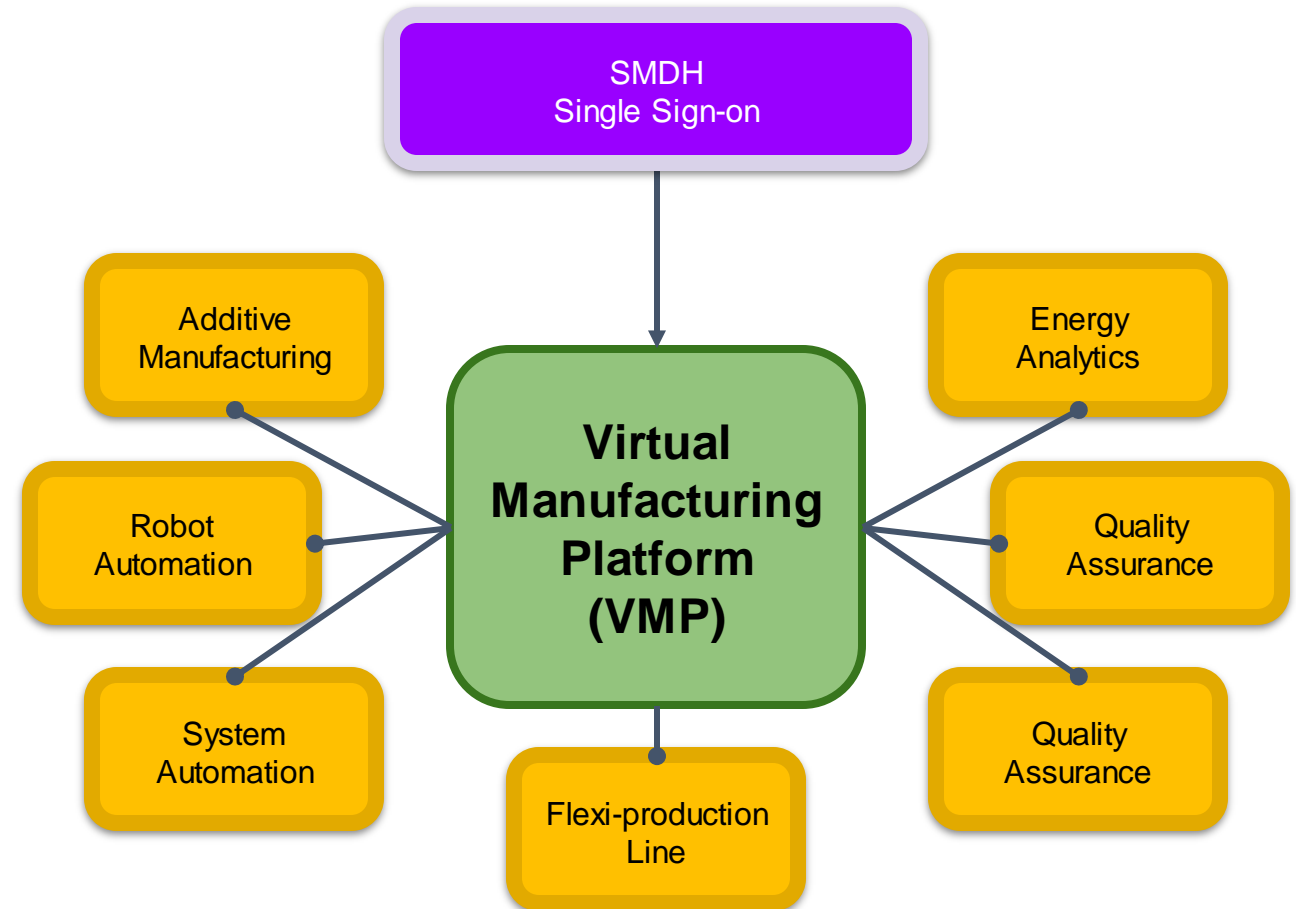 SMDH
Single Sign-on
Additive
Manufacturing
Energy
Analytics
Virtual
Manufacturing
Platform
(VMP)
Robot
Automation
Quality
Assurance
System
Automation
Quality
Assurance
Flexi-production
Line